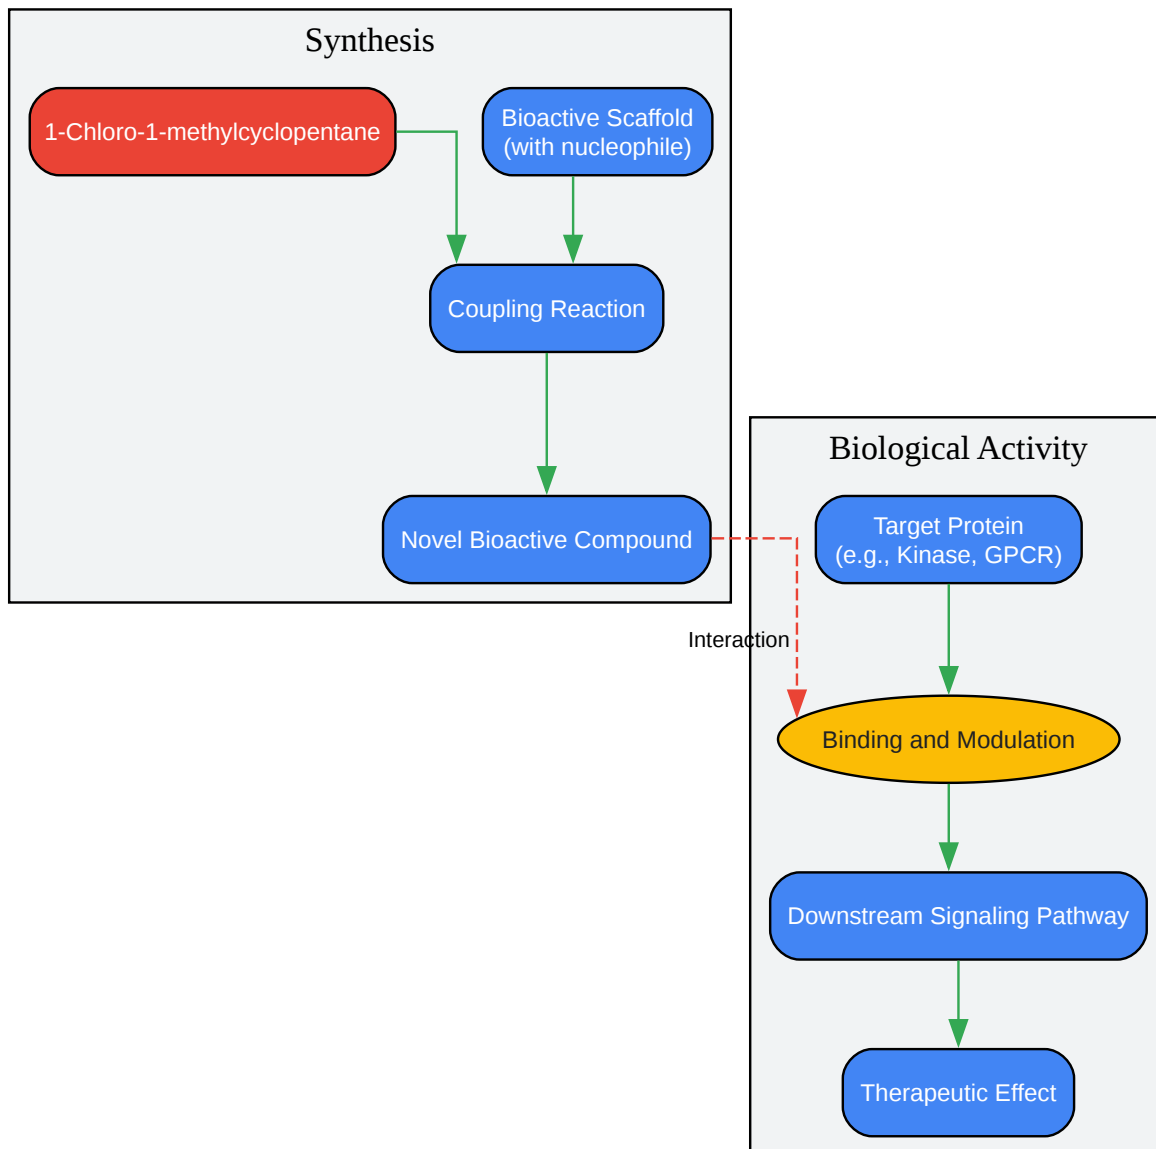 Synthesis
1-Chloro-1-methylcyclopentane
Bioactive Scaffold
(with nucleophile)
Coupling Reaction
Novel Bioactive Compound
Interaction
Biological Activity
Target Protein
(e.g., Kinase, GPCR)
Binding and Modulation
Downstream Signaling Pathway
Therapeutic Effect